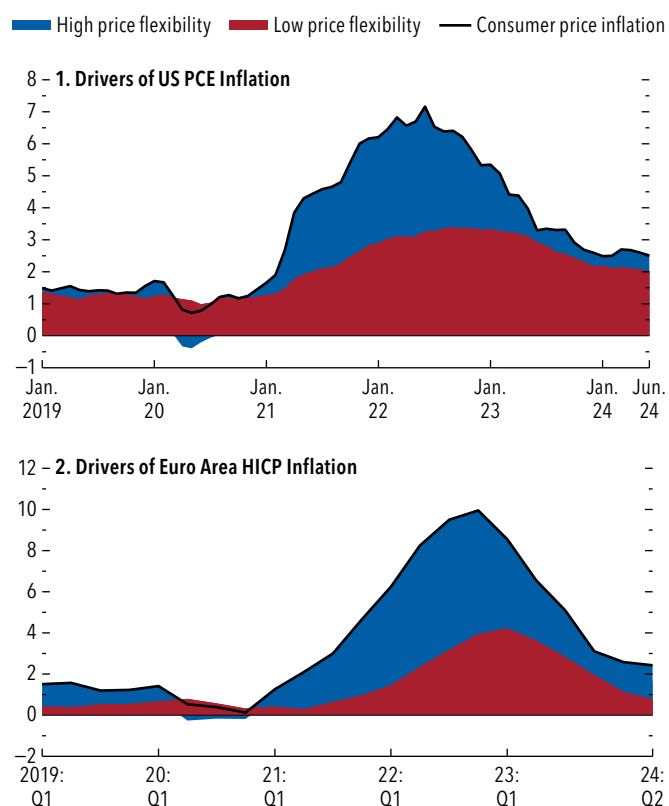 High price flexibility Low price flexibility Consumer price inflation
1. Drivers of US PCE Inflation
8
7
6
5
4
3
2
1
0
−1
Jan. Jan. Jan. Jan. Jan. Jan. Jun.
2019 20 21 22 23 24 24
2. Drivers of Euro Area HICP Inflation
12
10
8
6
4
2
0
−2
2019: 20: 21: 22: 23: 24:
Q1 Q1 Q1 Q1 Q1 Q2